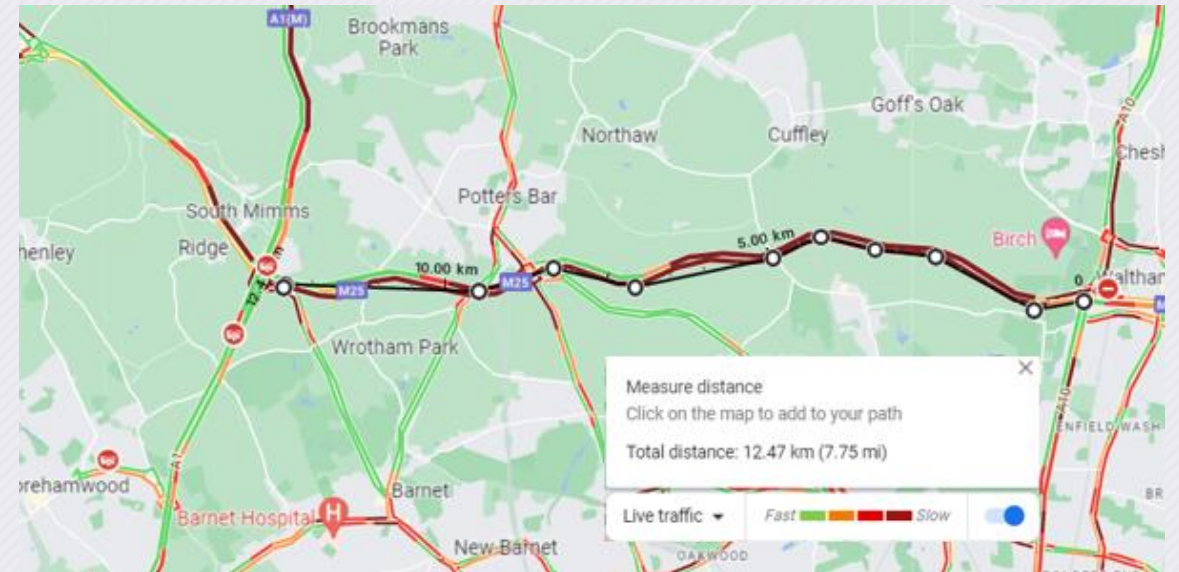 A1(M)
Brookmans
Park
Goff's Oak
Northaw
Cuffley
A10
Chesh
Potters Bar
South Mimms
henley
Ridge
5.00 km
Birch
10.00 km
0
Waltham
M25
M25
M
12.4
m
Wrotham Park
Measure distance
Click on the map to add to your path
Total distance: 12.47 km (7.75 mi)
A10
ENFIELD WASH
A1
orehamwood
Barnet
BR
Barnet Hospital
H
Live traffic
Fast
Slow
New Barnet
OAKWOOD